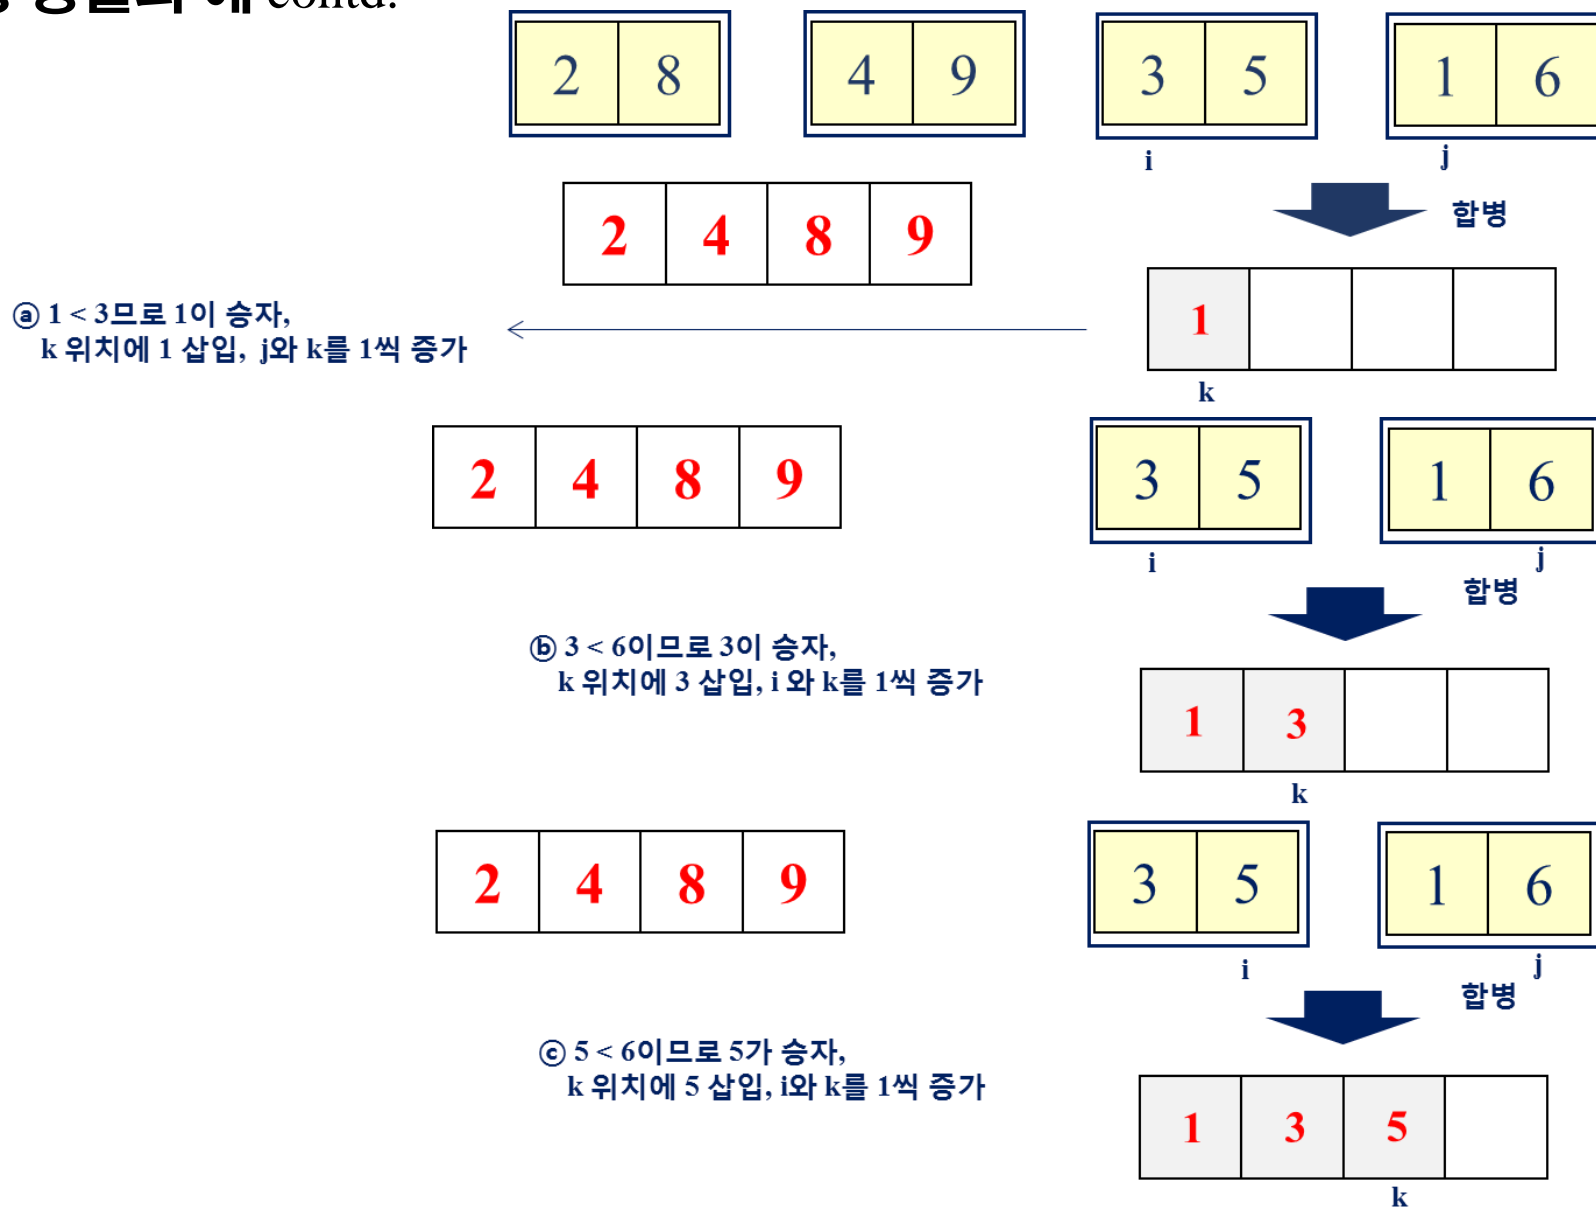 의 예 contd.
2 8 4 9 3 5 1 6
i j
합병
2 4 8 9
1
k
ⓐ 1 < 3므로 1이 승자,
k 위치에 1 삽입, j와 k를 1씩 증가
2 4 8 9 3 5 1 6
i j
합병
ⓑ 3 < 6이므로 3이 승자,
k 위치에 3 삽입, i 와 k를 1씩 증가
1 3
k
2 4 8 9 3 5 1 6
i j
합병
ⓒ 5 < 6이므로 5가 승자,
k 위치에 5 삽입, i와 k를 1씩 증가
1 3 5
k